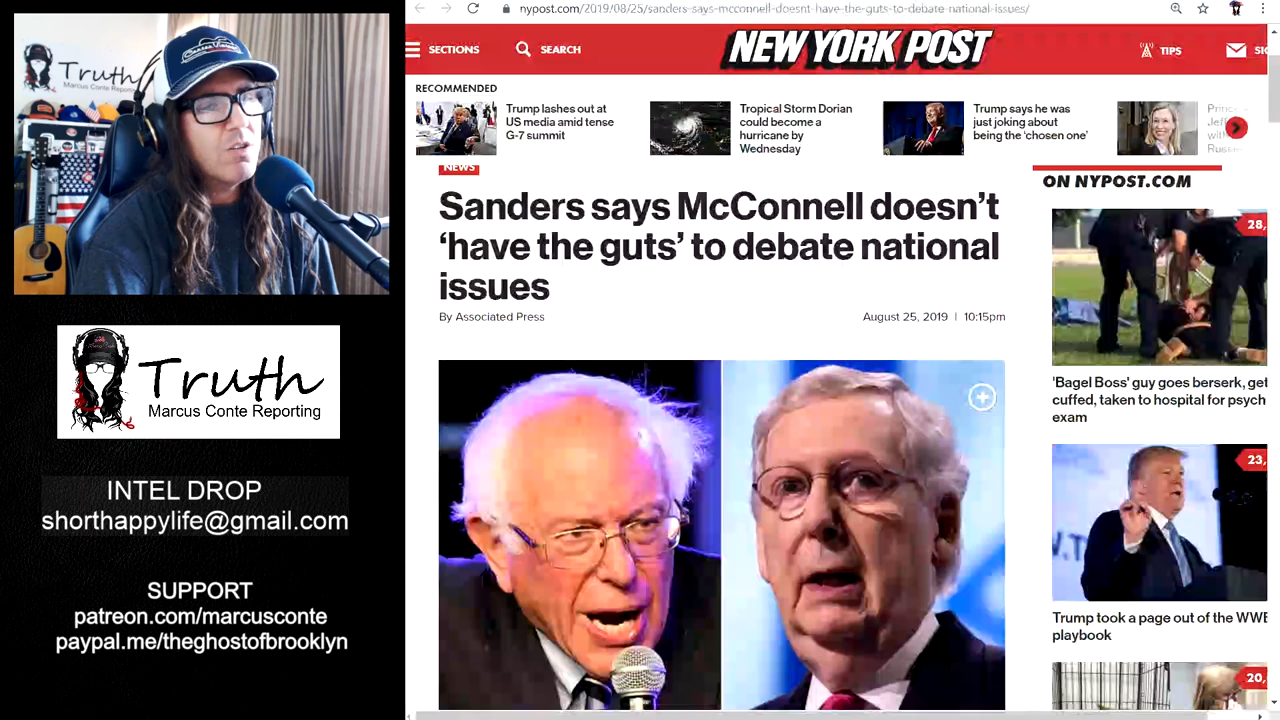 Truth
Marcus Conte Reporting
Truth
Marcus Conte Reporting
INTEL DROP
shorthappylife@gmail.com
SUPPORT
patreon.com/marcusconte
paypal.me/theghostofbrooklyn
nypost.com/2019/08/25/sanders-says-mcconnell-doesnt-have-the-guts-to-debate-national-issues/
SECTIONS
SEARCH
NEW YORK POST
TIPS
RECOMMENDED
Trump lashes out at
US media amid tense
G-7 summit
Tropical Storm Dorian
could become a
hurricane by
Wednesday
Trump says he was
just joking about
being the ‘chosen one’
NEWS
Sanders says McConnell doesn’t
‘have the guts’ to debate national
issues
By Associated Press
August 25, 2019 | 10:15pm
ON NYPOST.COM
28,
'Bagel Boss' guy goes berserk, get
cuffed, taken to hospital for psych
exam
23,
Trump took a page out of the WWE
playbook
20,